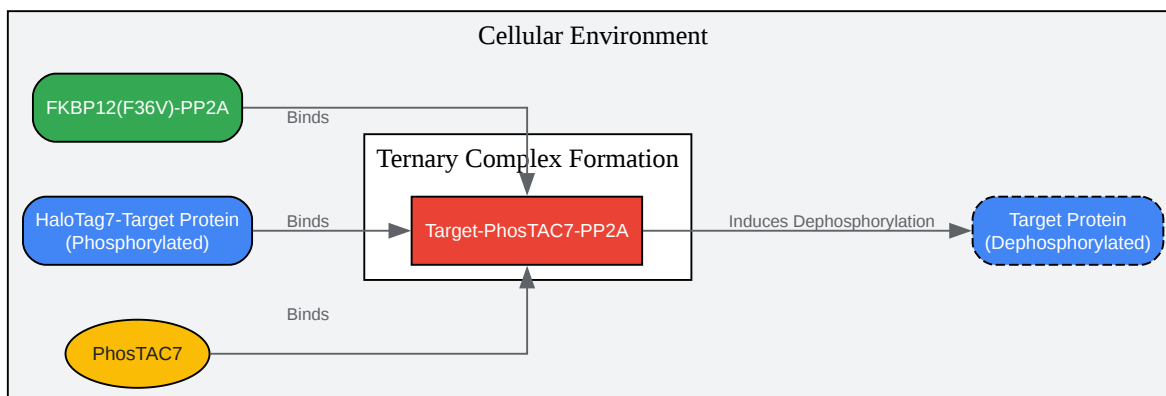 Cellular Environment
FKBP12(F36V)-PP2A
Binds
Ternary Complex Formation
HaloTag7-Target Protein
(Phosphorylated)
Binds
Target-PhosTAC7-PP2A
Induces Dephosphorylation
Target Protein
(Dephosphorylated)
Binds
PhosTAC7